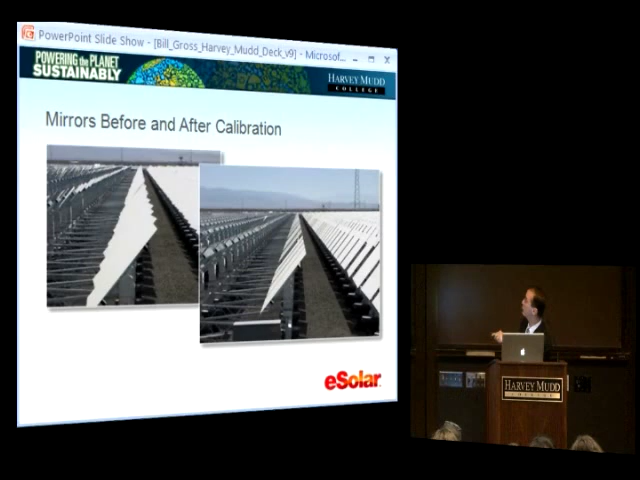 PowerPoint Slide Show - [Bill_Gross_Harvey_Mudd_Deck_v9] - Microsof...
POWERING the PLANET
SUSTAINABLY
HARVEY MUDD
COLLEGE
Mirrors Before and After Calibration
eSolar
HARVEY MUDD
COLLEGE